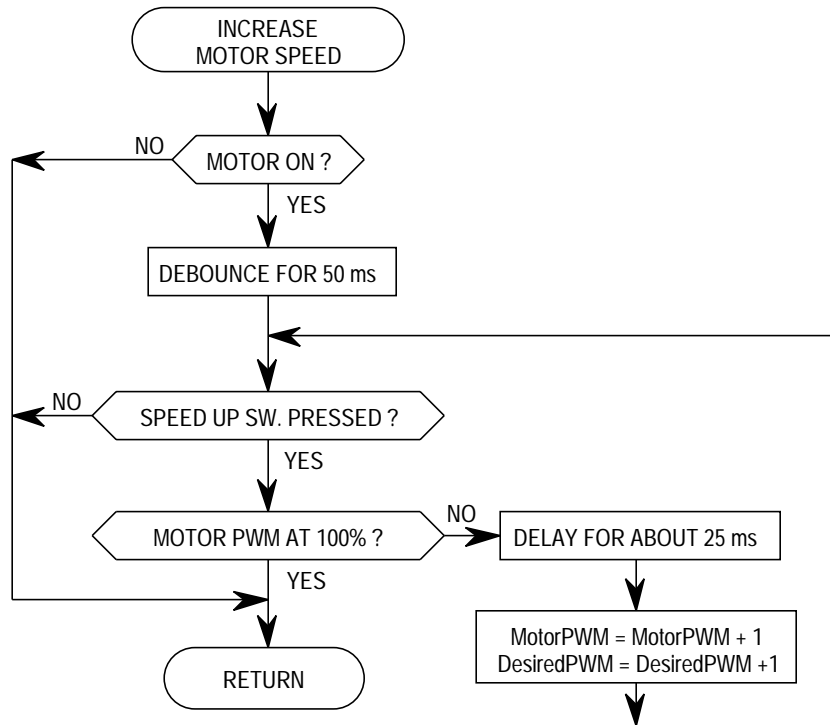 INCREASE
MOTOR SPEED
NO
MOTOR ON ?
YES
DEBOUNCE FOR 50 ms
NO
SPEED UP SW. PRESSED ?
YES
MOTOR PWM AT 100% ?
NO
DELAY FOR ABOUT 25 ms
YES
MotorPWM = MotorPWM + 1
DesiredPWM = DesiredPWM +1
RETURN